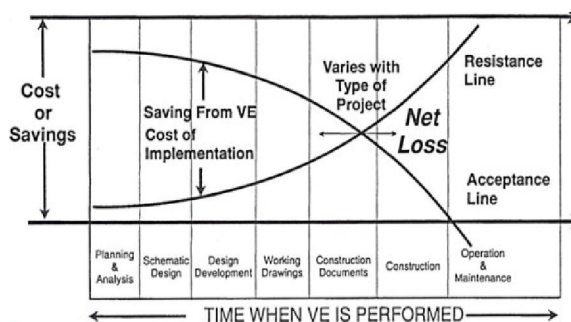 Cost
or
Savings
Varies with
Type of
Project
Resistance
Line
Saving From VE
Cost of
Implementation
Net
Loss
Acceptance
Line
Planning
&
Analysis
Schematic
Design
Design
Development
Working
Drawings
Construction
Documents
Construction
Operation
&
Maintenance
TIME WHEN VE IS PERFORMED